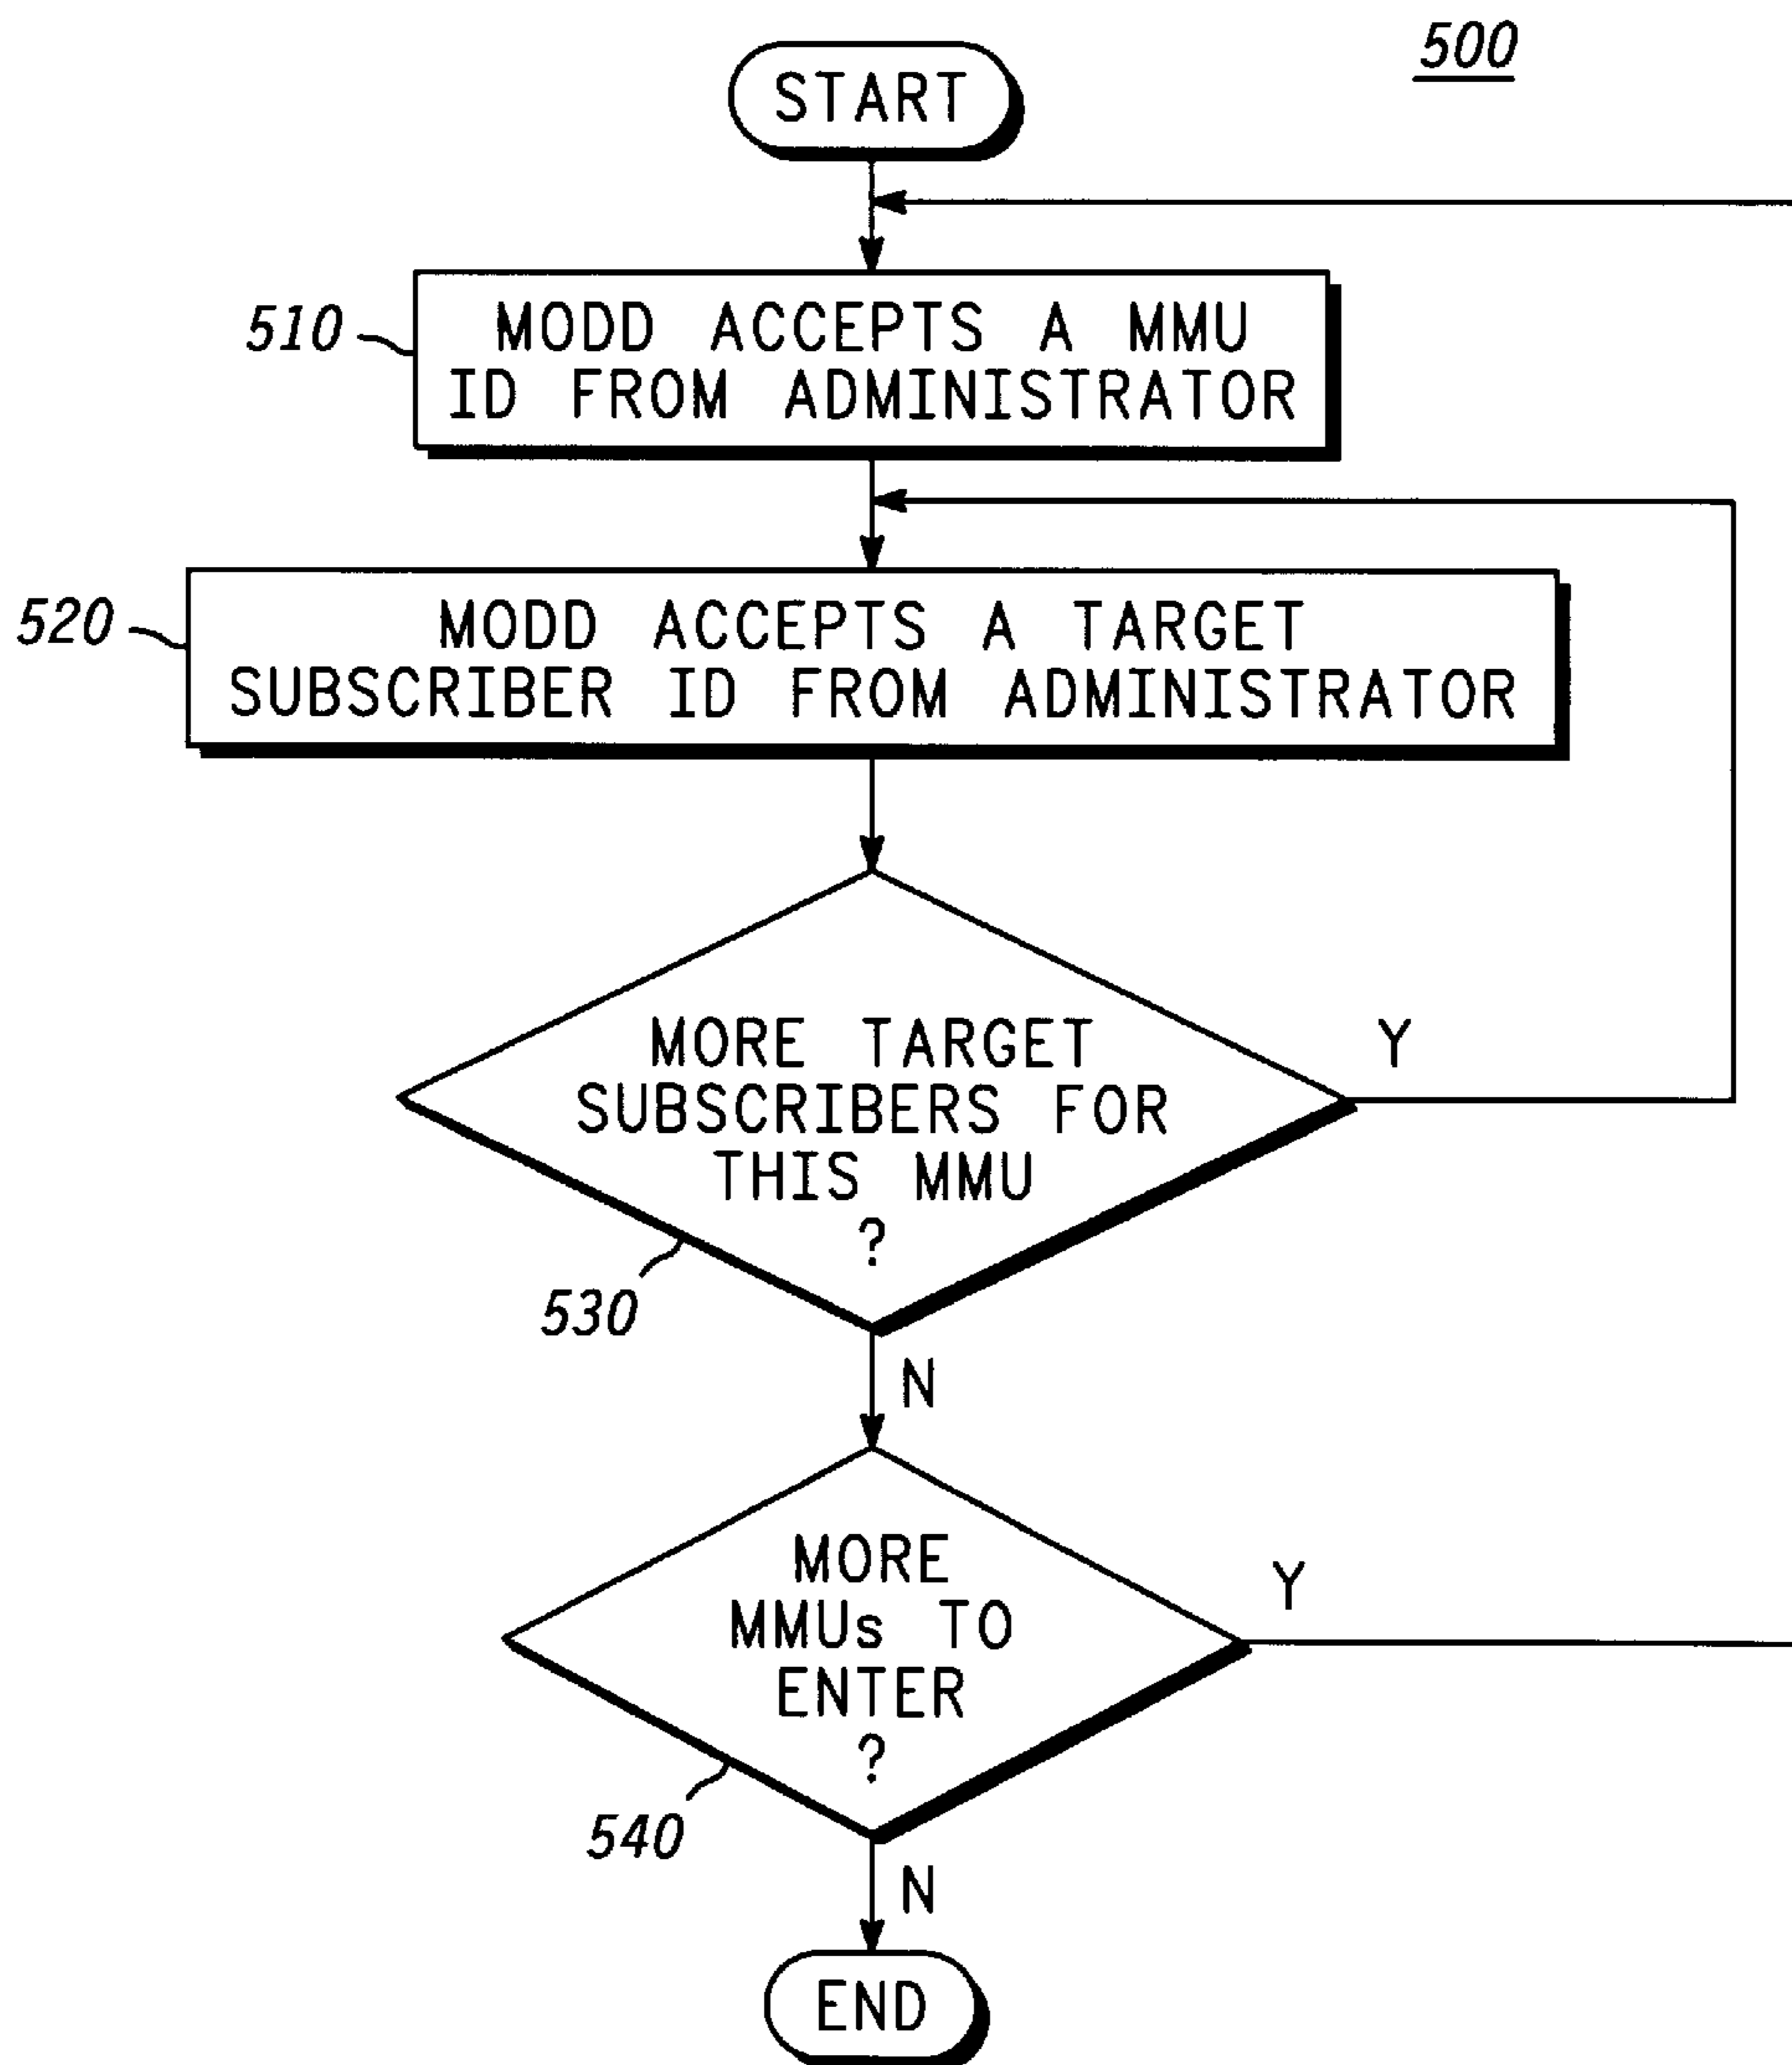 500
START
510
MODD ACCEPTS A MMU
ID FROM ADMINISTRATOR
520
MODD ACCEPTS A TARGET
SUBSCRIBER ID FROM ADMINISTRATOR
MORE TARGET
SUBSCRIBERS FOR
THIS MMU
?
Y
530
N
MORE
MMUs TO
ENTER
?
Y
540
N
END